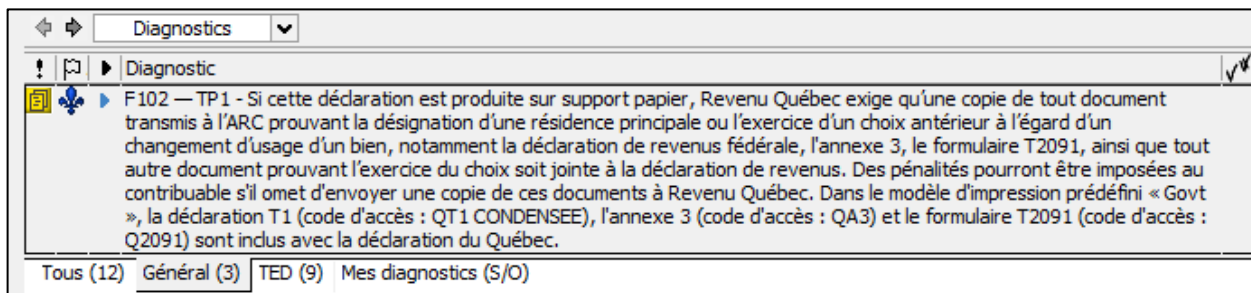 Diagnostics
! Diagnostic
F102 — TP1 - Si cette déclaration est produite sur support papier, Revenu Québec exige qu'une copie de tout document
transmis à l'ARC prouvant la désignation d'une résidence principale ou l'exercice d'un choix antérieur à l'égard d'un
changement d'usage d'un bien, notamment la déclaration de revenus fédérale, l'annexe 3, le formulaire T2091, ainsi que tout
autre document prouvant l'exercice du choix soit jointe à la déclaration de revenus. Des pénalités pourront être imposées au
contribuable s'il omet d'envoyer une copie de ces documents à Revenu Québec. Dans le modèle d'impression prédéfini « Govt
», la déclaration T1 (code d'accès : QT1 CONDENSEE), l'annexe 3 (code d'accès : QA3) et le formulaire T2091 (code d'accès :
Q2091) sont inclus avec la déclaration du Québec.
Tous (12) Général (3) TED (9) Mes diagnostics (S/O)